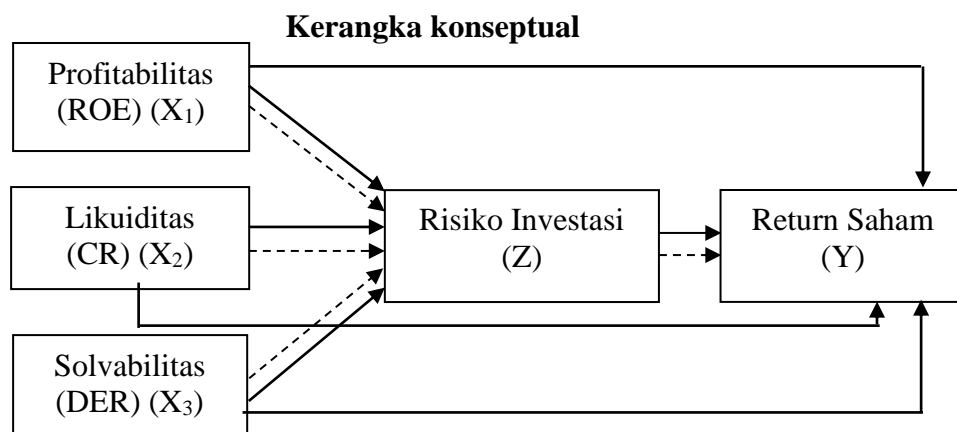 Kerangka konseptual
Profitabilitas
(ROE) (X₁)
Likuiditas
(CR) (X₂)
Solvabilitas
(DER) (X₃)
Risiko Investasi
(Z)
Return Saham
(Y)